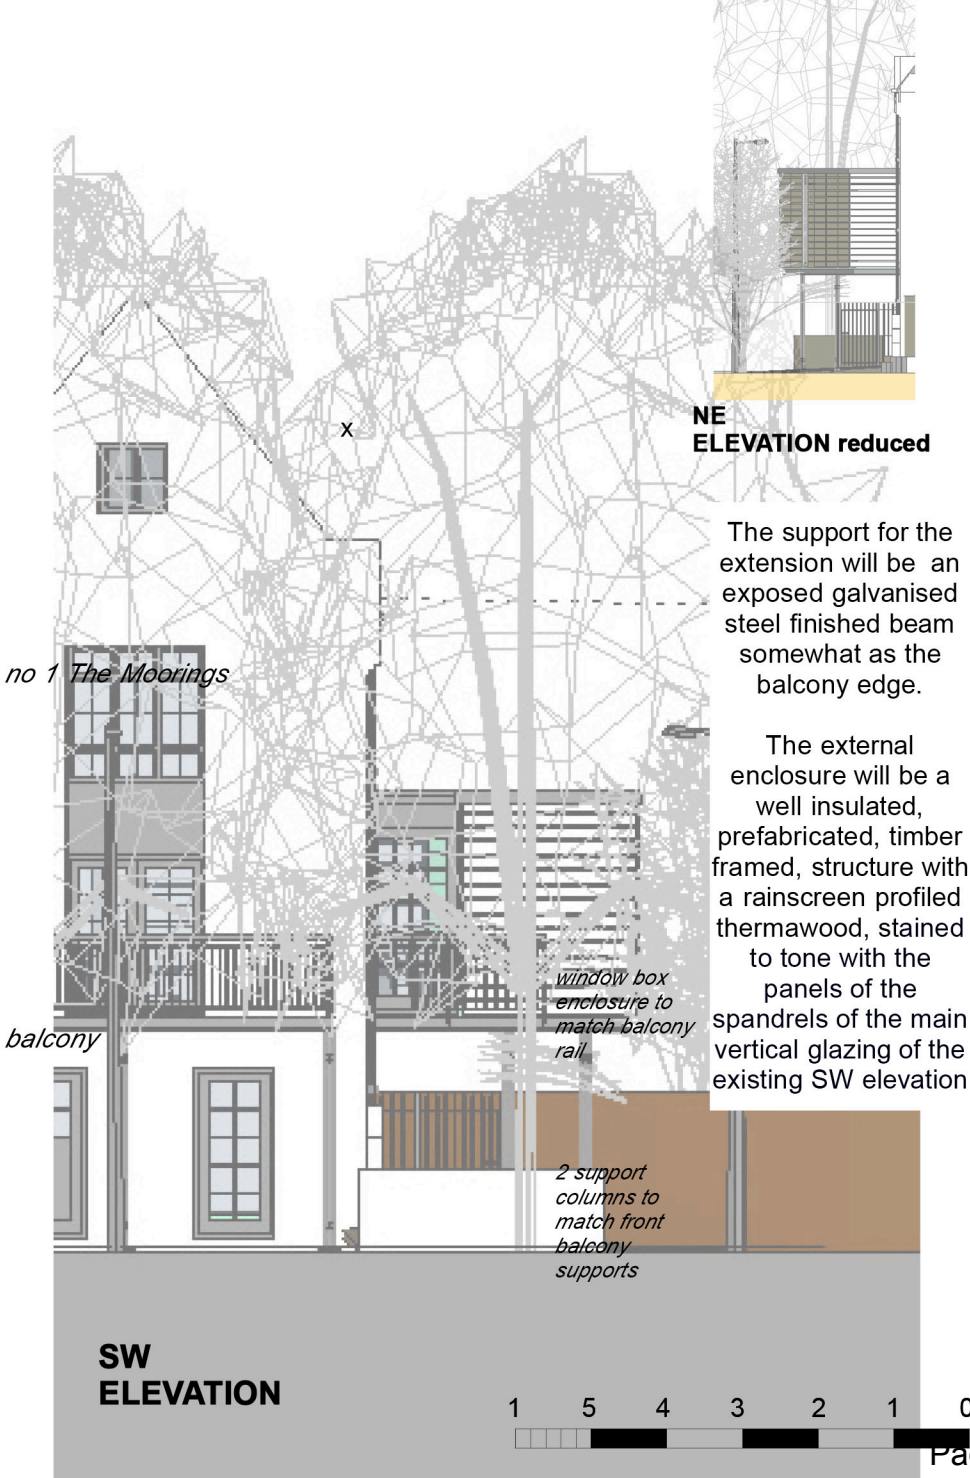 NE
ELEVATION reduced
x
The support for the
extension will be an
exposed galvanised
steel finished beam
somewhat as the
balcony edge.
The external
enclosure will be a
well insulated,
prefabricated, timber
framed, structure with
a rainscreen profiled
thermawood, stained
to tone with the
panels of the
spandrels of the main
vertical glazing of the
existing SW elevation
no 1 The Moorings
balcony
window box
enclosure to
match balcony
rail
2 support
columns to
match front
balcony
supports
SW
ELEVATION
1 5 4 3 2 1 0
Pa